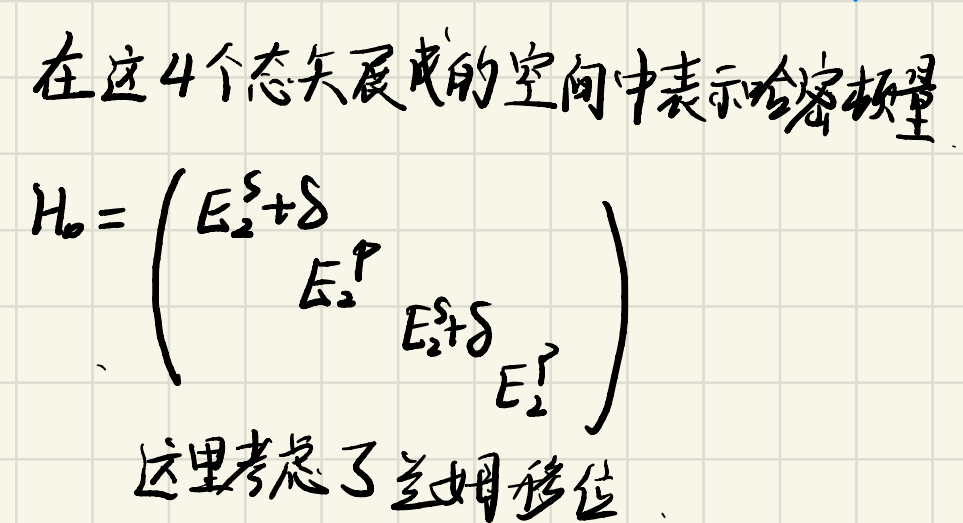 在这4个态矢展成的空间中表示哈密顿量.
H₀ = ( E₂ˢ+δ
E₂ᵖ
E₂ˢ+δ
E₂ᵖ )
这里考虑了兰姆移位.